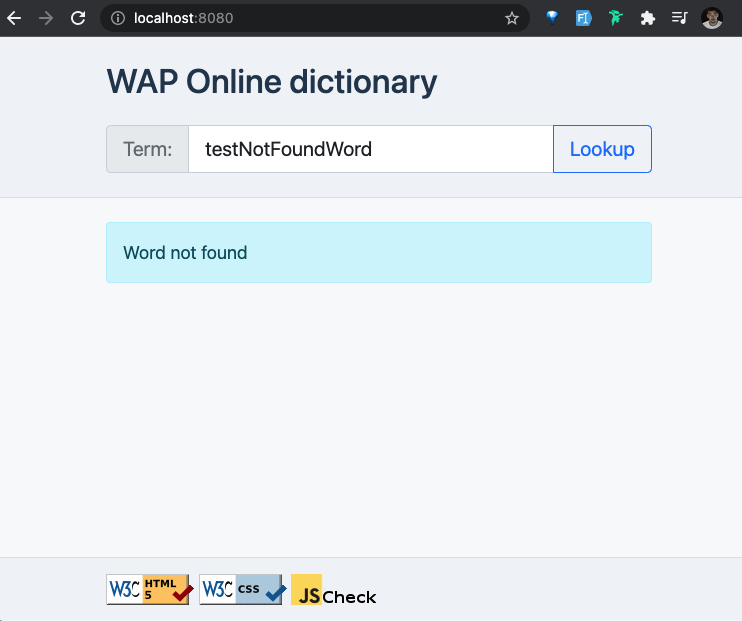 localhost:8080
WAP Online dictionary
Term: testNotFoundWord Lookup
Word not found
W3C HTML 5 W3C CSS JS Check